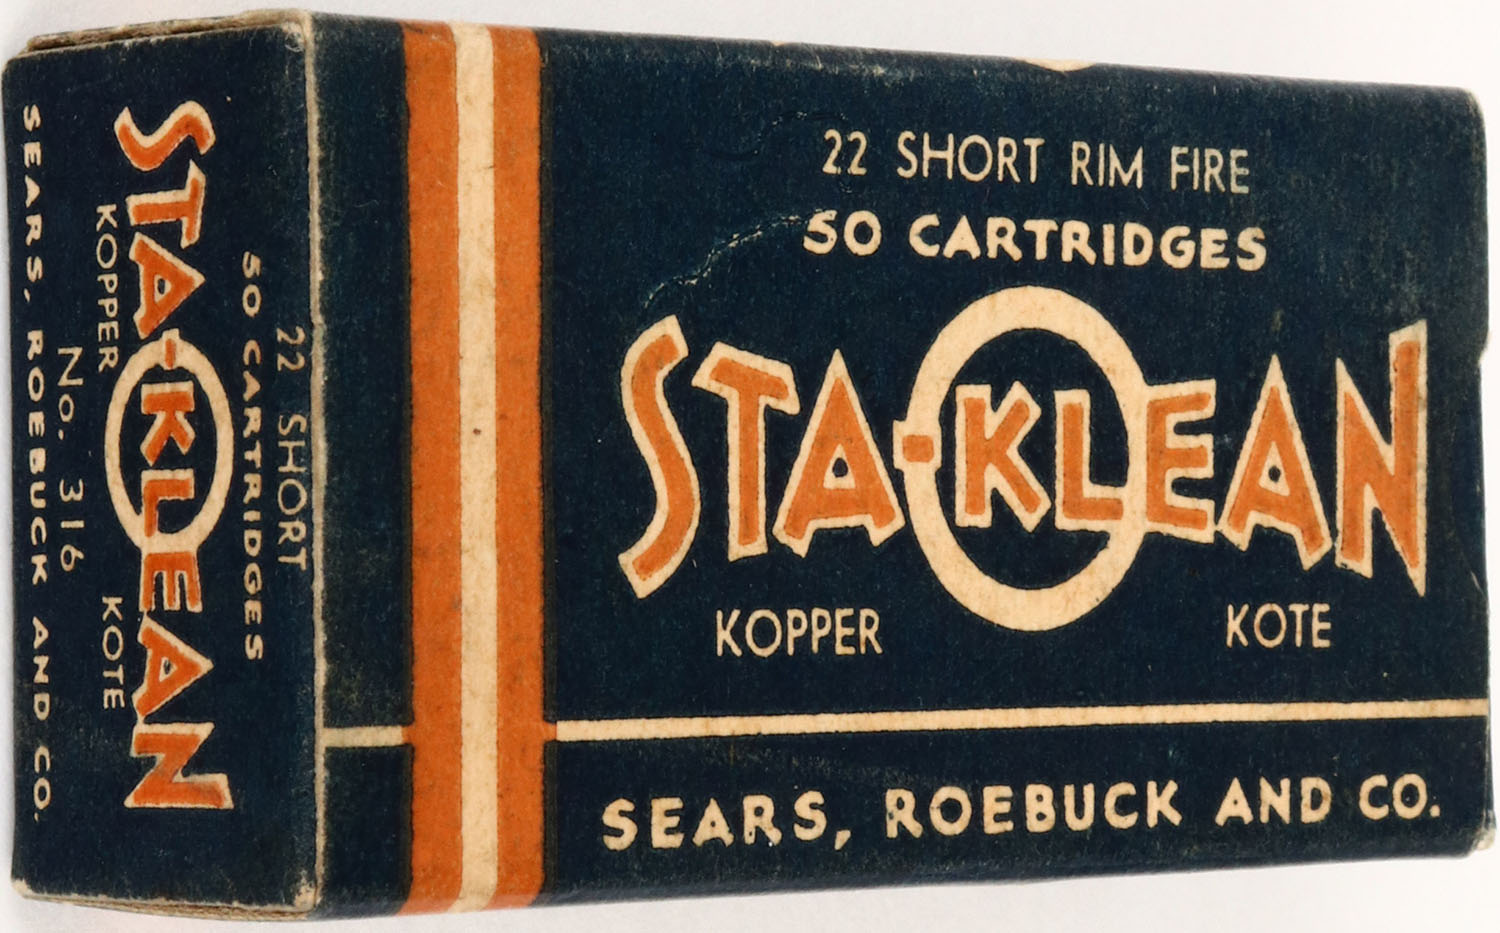 22 SHORT RIM FIRE
50 CARTRIDGES
STA-KLEAN
KOPPER KOTE
SEARS, ROEBUCK AND CO.
22 SHORT
50 CARTRIDGES
STA-KLEAN
KOPPER KOTE
No. 316
SEARS, ROEBUCK AND CO.